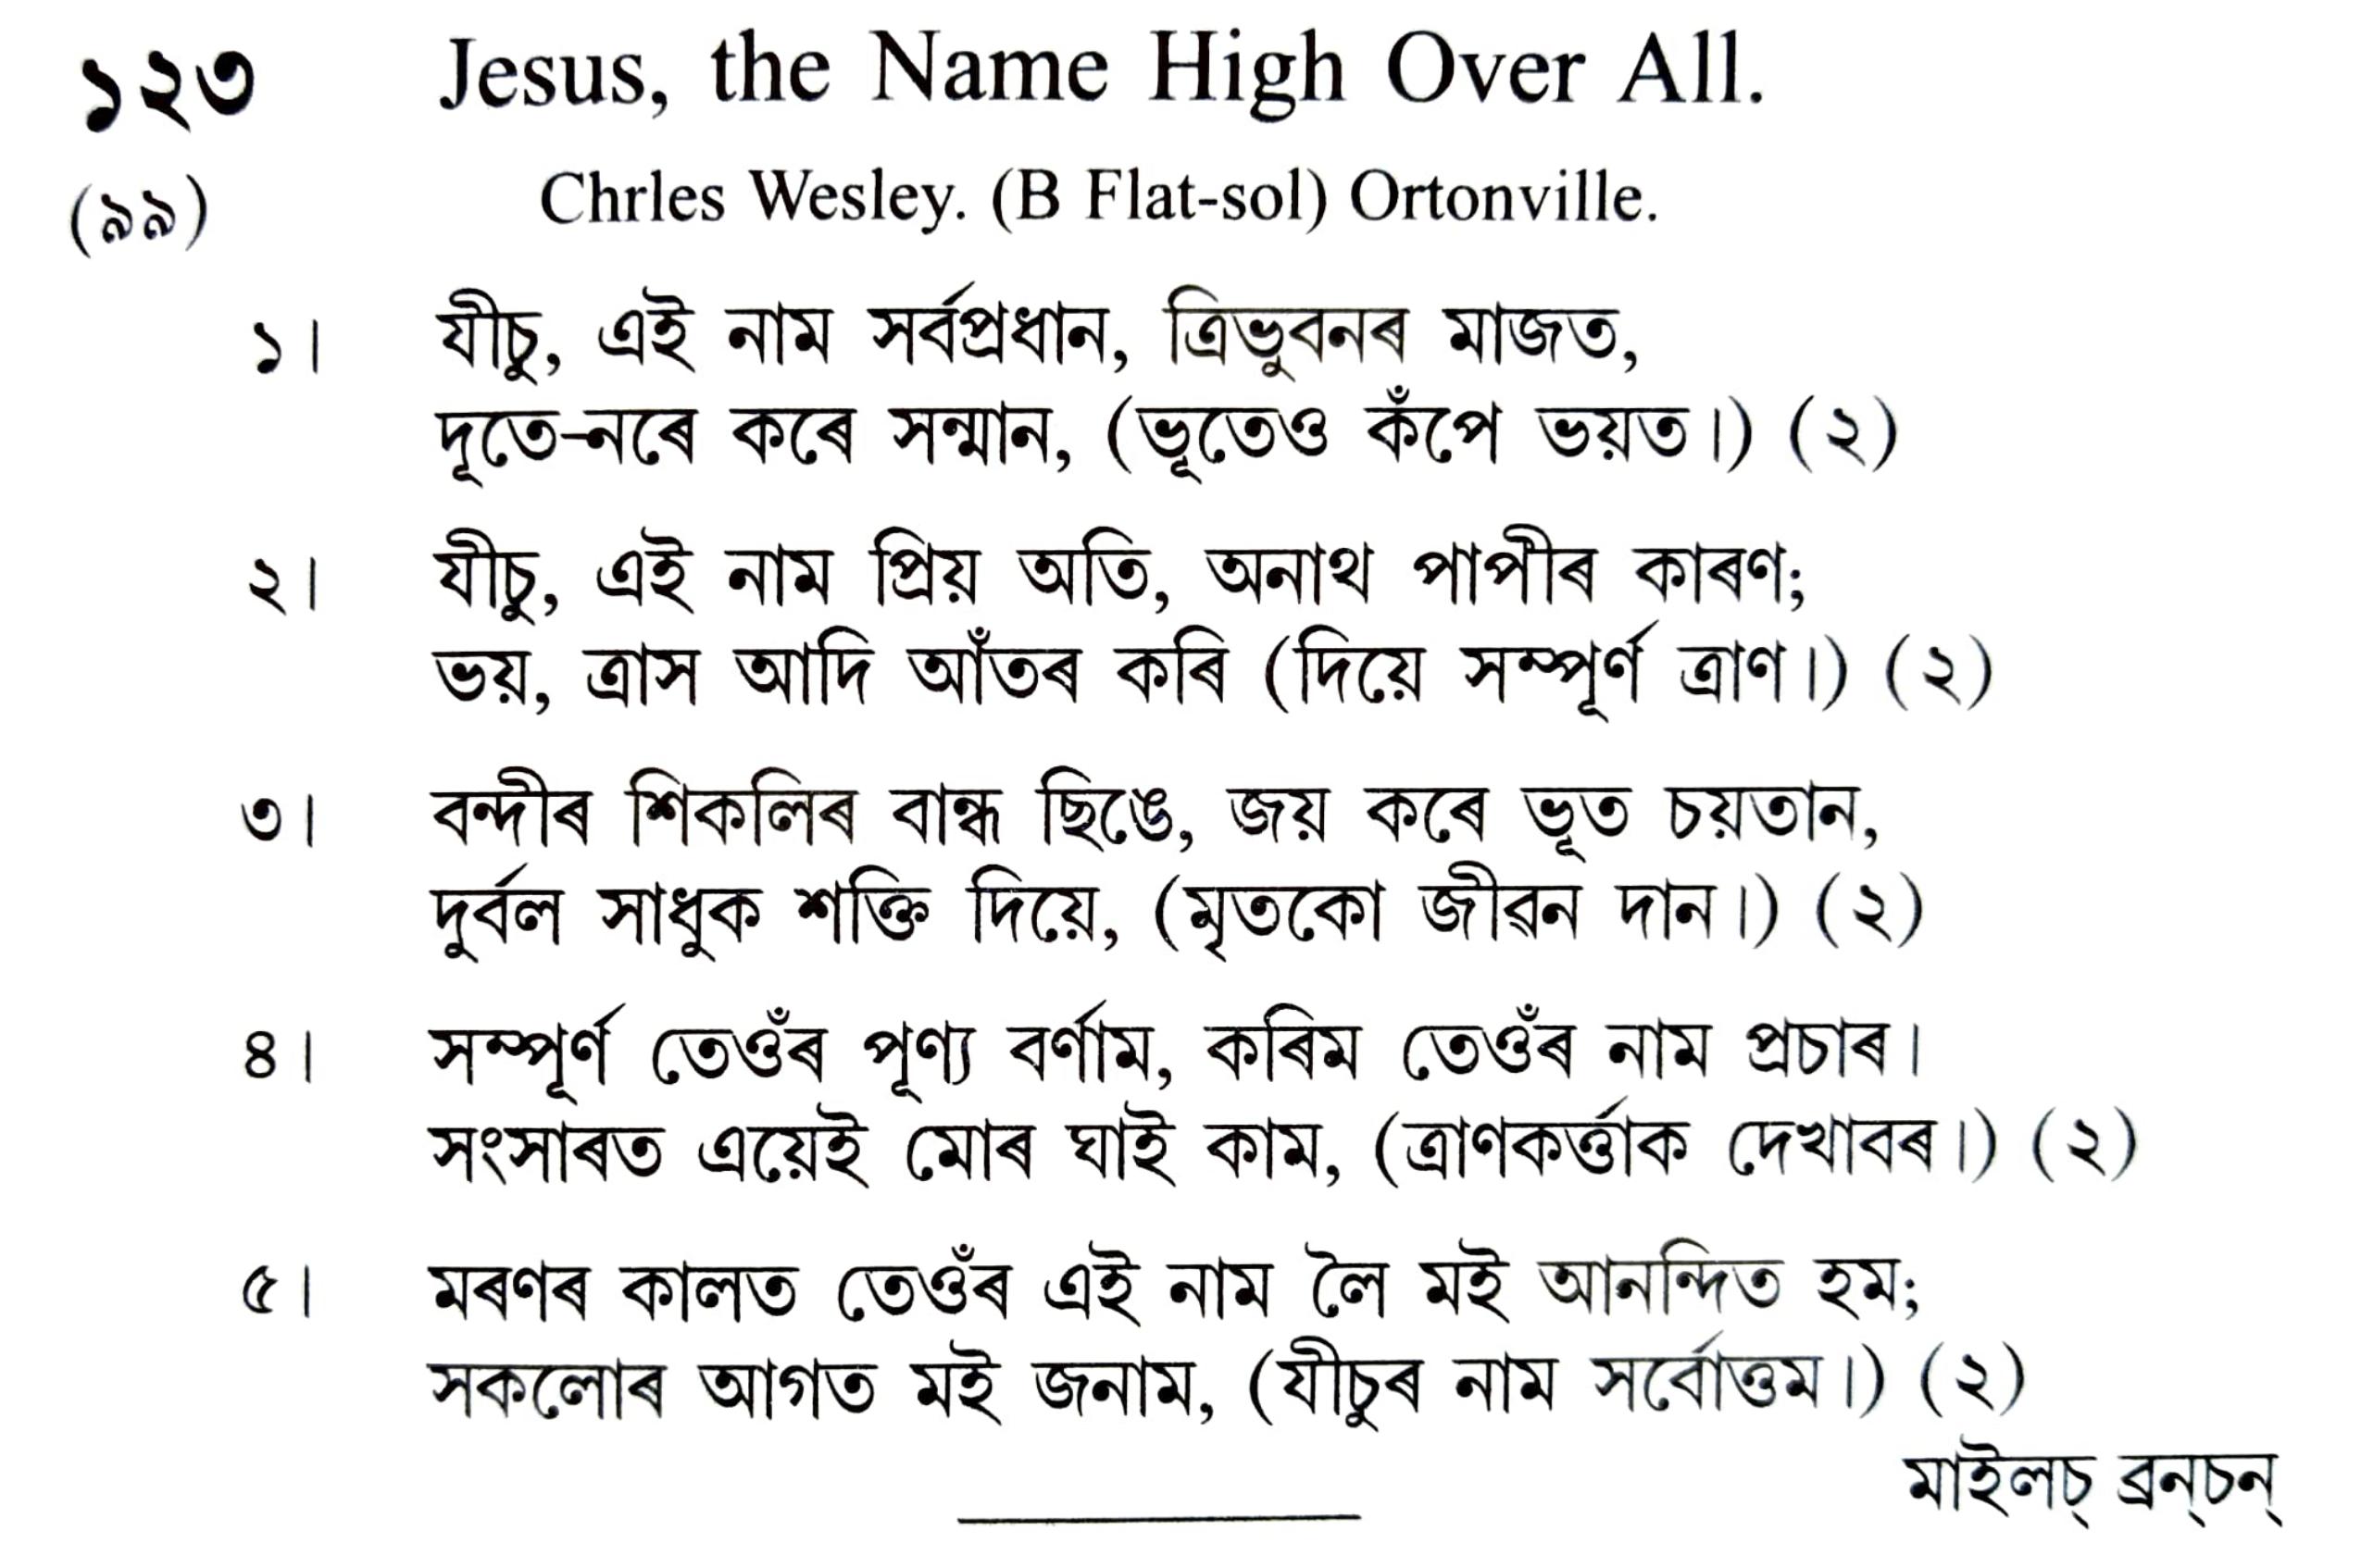 ১২৩ Jesus, the Name High Over All.
(৯৯) Chrles Wesley. (B Flat-sol) Ortonville.
১। যীচু, এই নাম সৰ্বপ্ৰধান, ত্ৰিভুবনৰ মাজত,
দূতে-নৰে কৰে সন্মান, (ভূতেও কঁপে ভয়ত।) (২)
২। যীচু, এই নাম প্ৰিয় অতি, অনাথ পাপীৰ কাৰণ;
ভয়, ত্ৰাস আদি আঁতৰ কৰি (দিয়ে সম্পূৰ্ণ ত্ৰাণ।) (২)
৩। বন্দীৰ শিকলিৰ বান্ধ ছিঙে, জয় কৰে ভূত চয়তান,
দুৰ্বল সাধুক শক্তি দিয়ে, (মৃতকো জীৱন দান।) (২)
৪। সম্পূৰ্ণ তেওঁৰ পূণ্য বৰ্ণাম, কৰিম তেওঁৰ নাম প্ৰচাৰ।
সংসাৰত এয়েই মোৰ ঘাই কাম, (ত্ৰাণকৰ্ত্তাক দেখাবৰ।) (২)
৫। মৰণৰ কালত তেওঁৰ এই নাম লৈ মই আনন্দিত হম;
সকলোৰ আগত মই জনাম, (যীচুৰ নাম সৰ্বোত্তম।) (২)
মাইলচ্ ব্ৰন্‌চন্